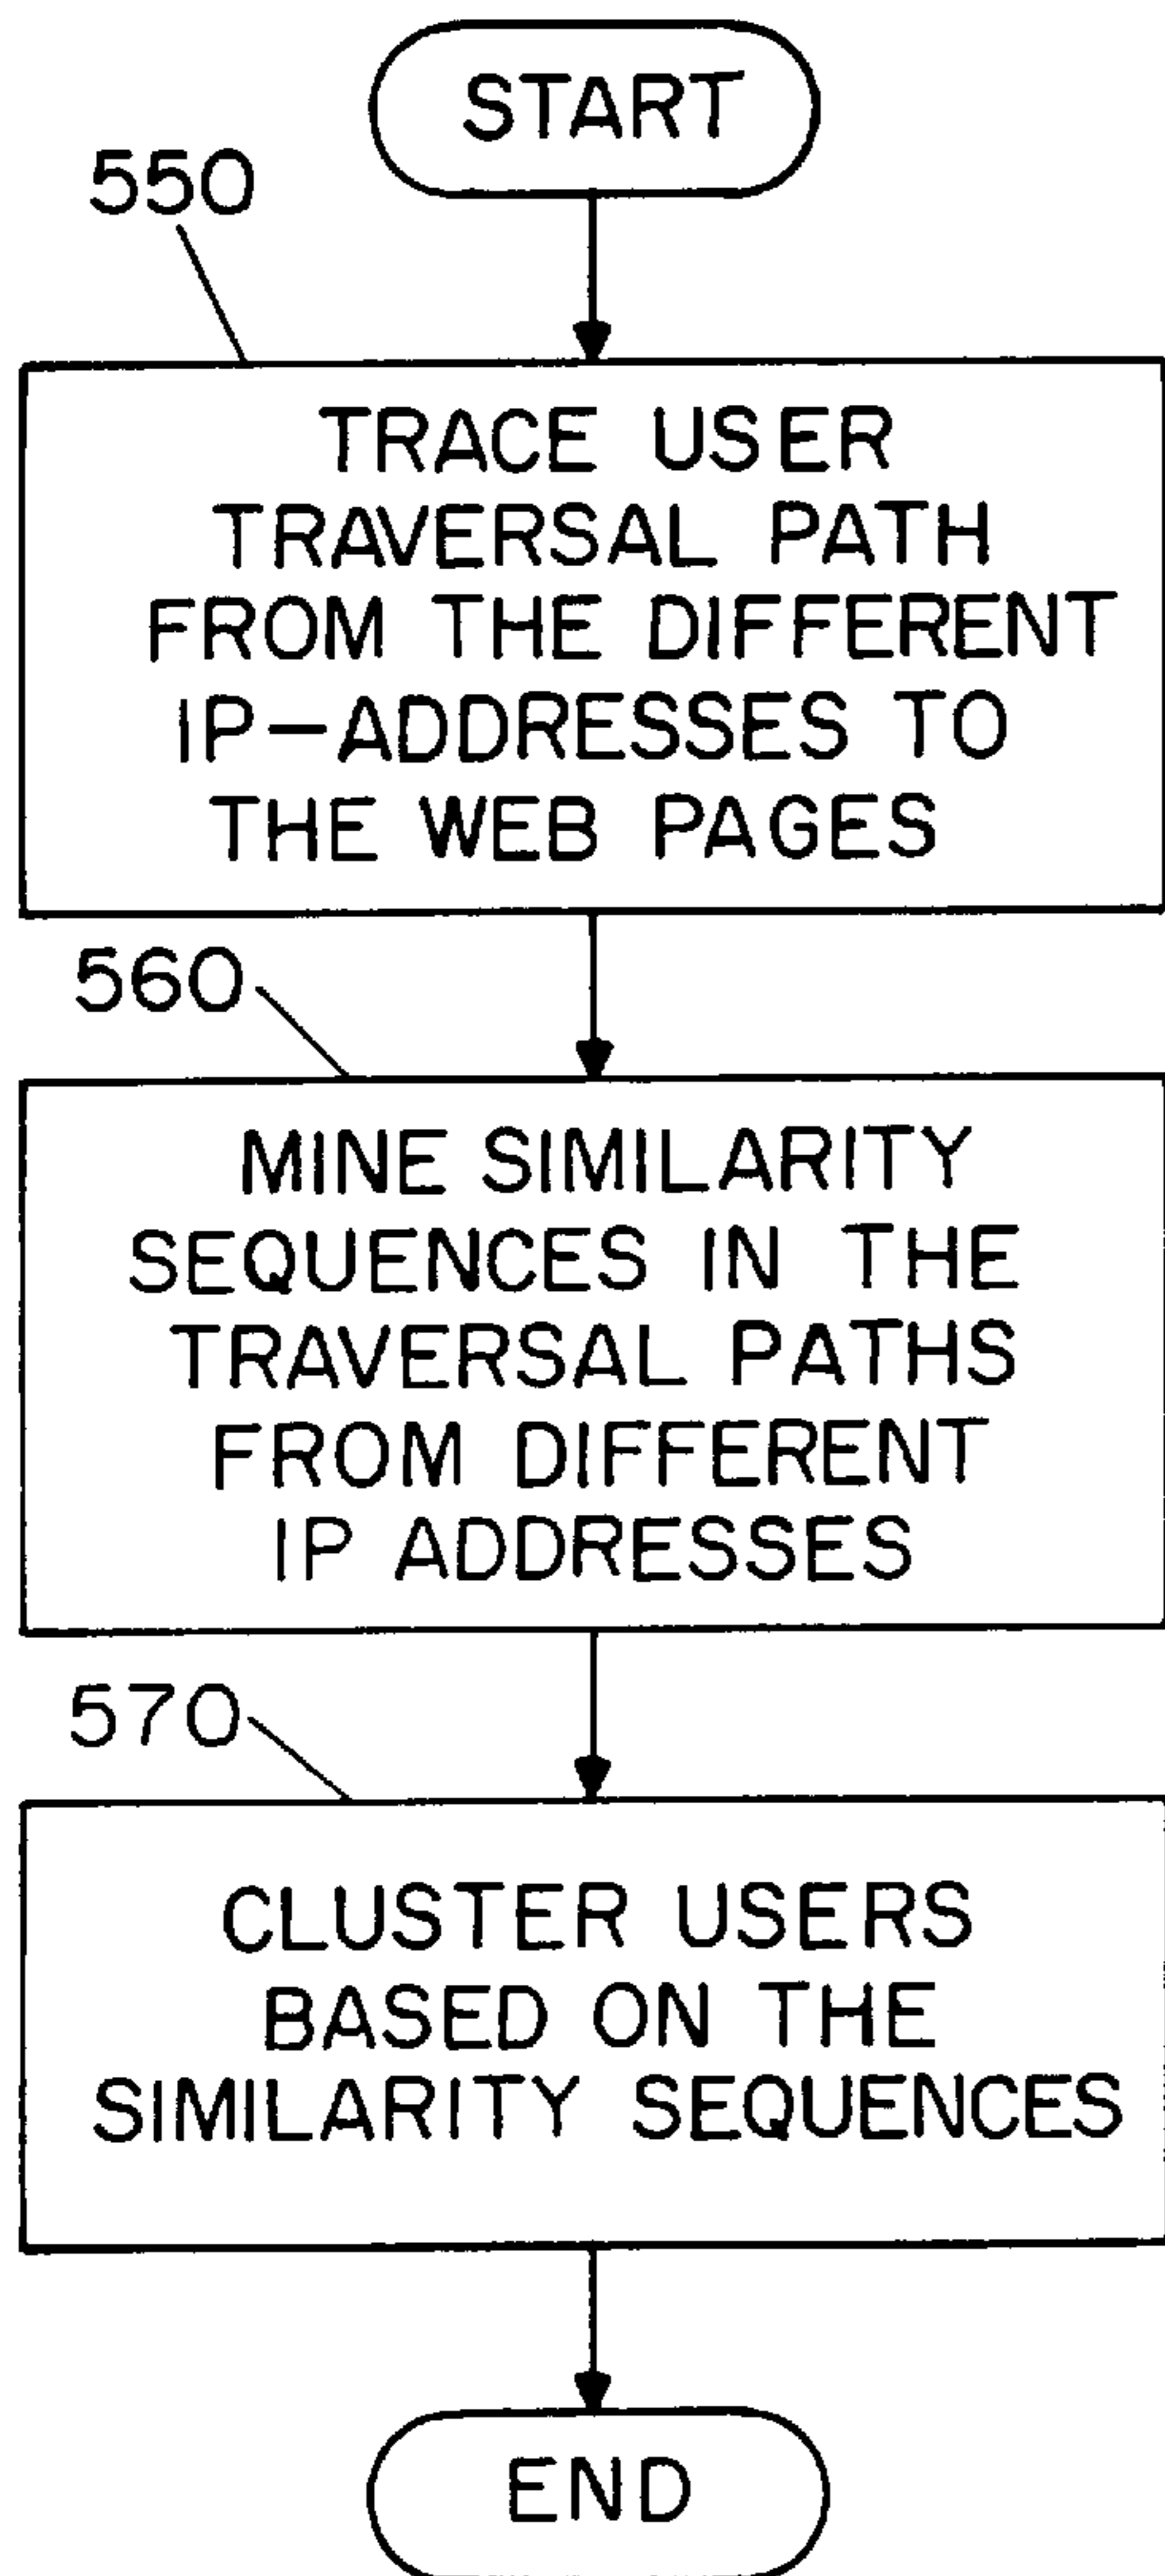 START
550
TRACE USER
TRAVERSAL PATH
FROM THE DIFFERENT
IP-ADDRESSES TO
THE WEB PAGES
560
MINE SIMILARITY
SEQUENCES IN THE
TRAVERSAL PATHS
FROM DIFFERENT
IP ADDRESSES
570
CLUSTER USERS
BASED ON THE
SIMILARITY SEQUENCES
END